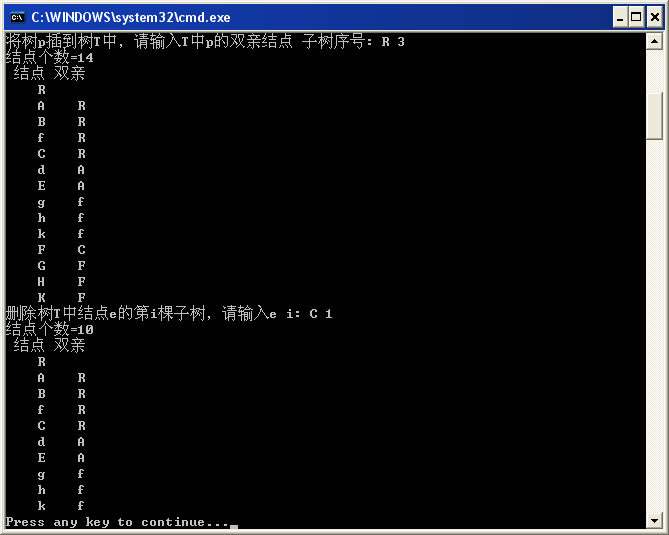 C:\WINDOWS\system32\cmd.exe
将树p插到树T中，请输入T中p的双亲结点 子树序号: R 3
结点个数=14
结点 双亲
R
A R
B R
f R
C R
d A
E A
g f
h f
k f
F C
G F
H F
K F
删除树T中结点e的第i棵子树，请输入e i: C 1
结点个数=10
结点 双亲
R
A R
B R
f R
C R
d A
E A
g f
h f
k f
Press any key to continue...